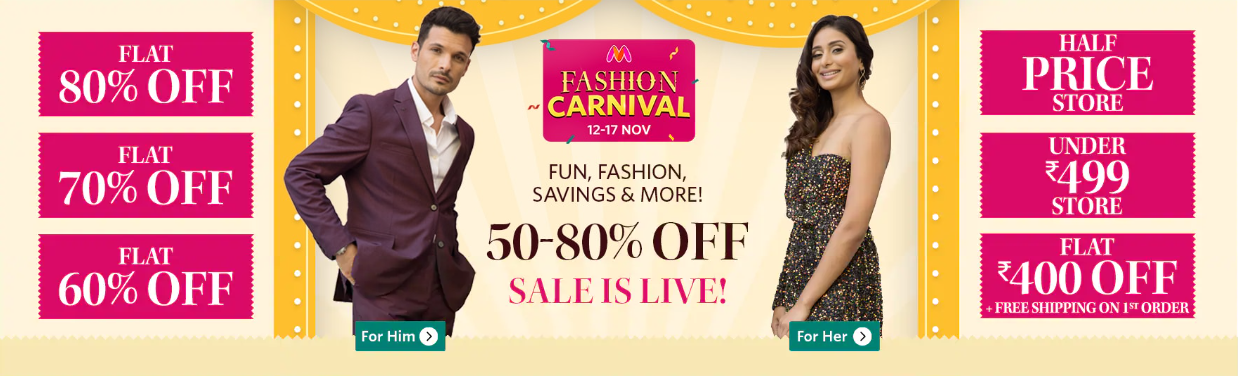 FLAT
80% OFF
FLAT
70% OFF
FLAT
60% OFF
FASHION
CARNIVAL
12-17 NOV
FUN, FASHION,
SAVINGS & MORE!
50-80% OFF
SALE IS LIVE!
For Him
For Her
HALF
PRICE
STORE
UNDER
₹499
STORE
FLAT
₹400 OFF
+ FREE SHIPPING ON 1ST ORDER